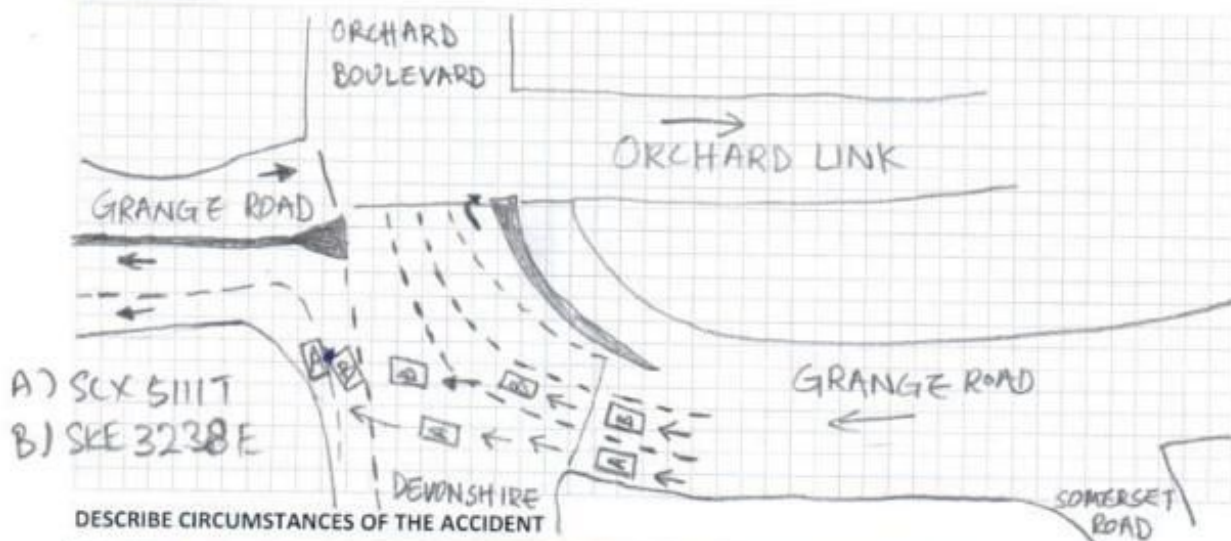 ORCHARD
BOULEVARD
ORCHARD LINK
GRANGE ROAD
GRANGE ROAD
A) SCX 5111T
B) SKE 3238E
A
B
B
B
A
B
A
DEVONSHIRE
SOMERSET
ROAD
DESCRIBE CIRCUMSTANCES OF THE ACCIDENT